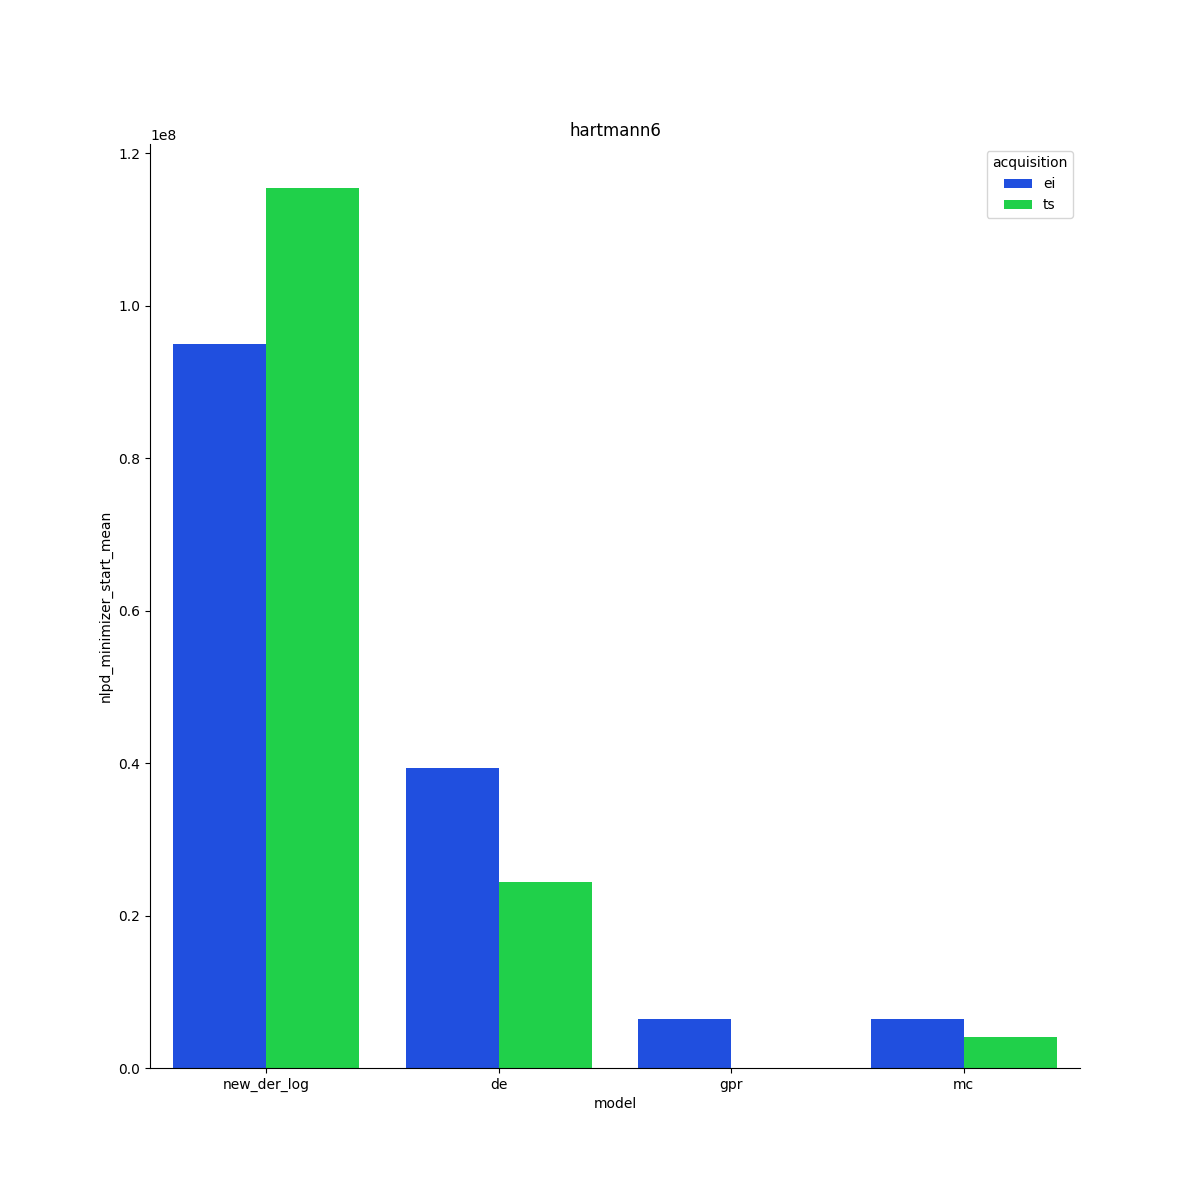 hartmann6
1e8
1.2
1.0
0.8
0.6
0.4
0.2
0.0
nlpd_minimizer_start_mean
acquisition
ei
ts
new_der_log
de
gpr
mc
model